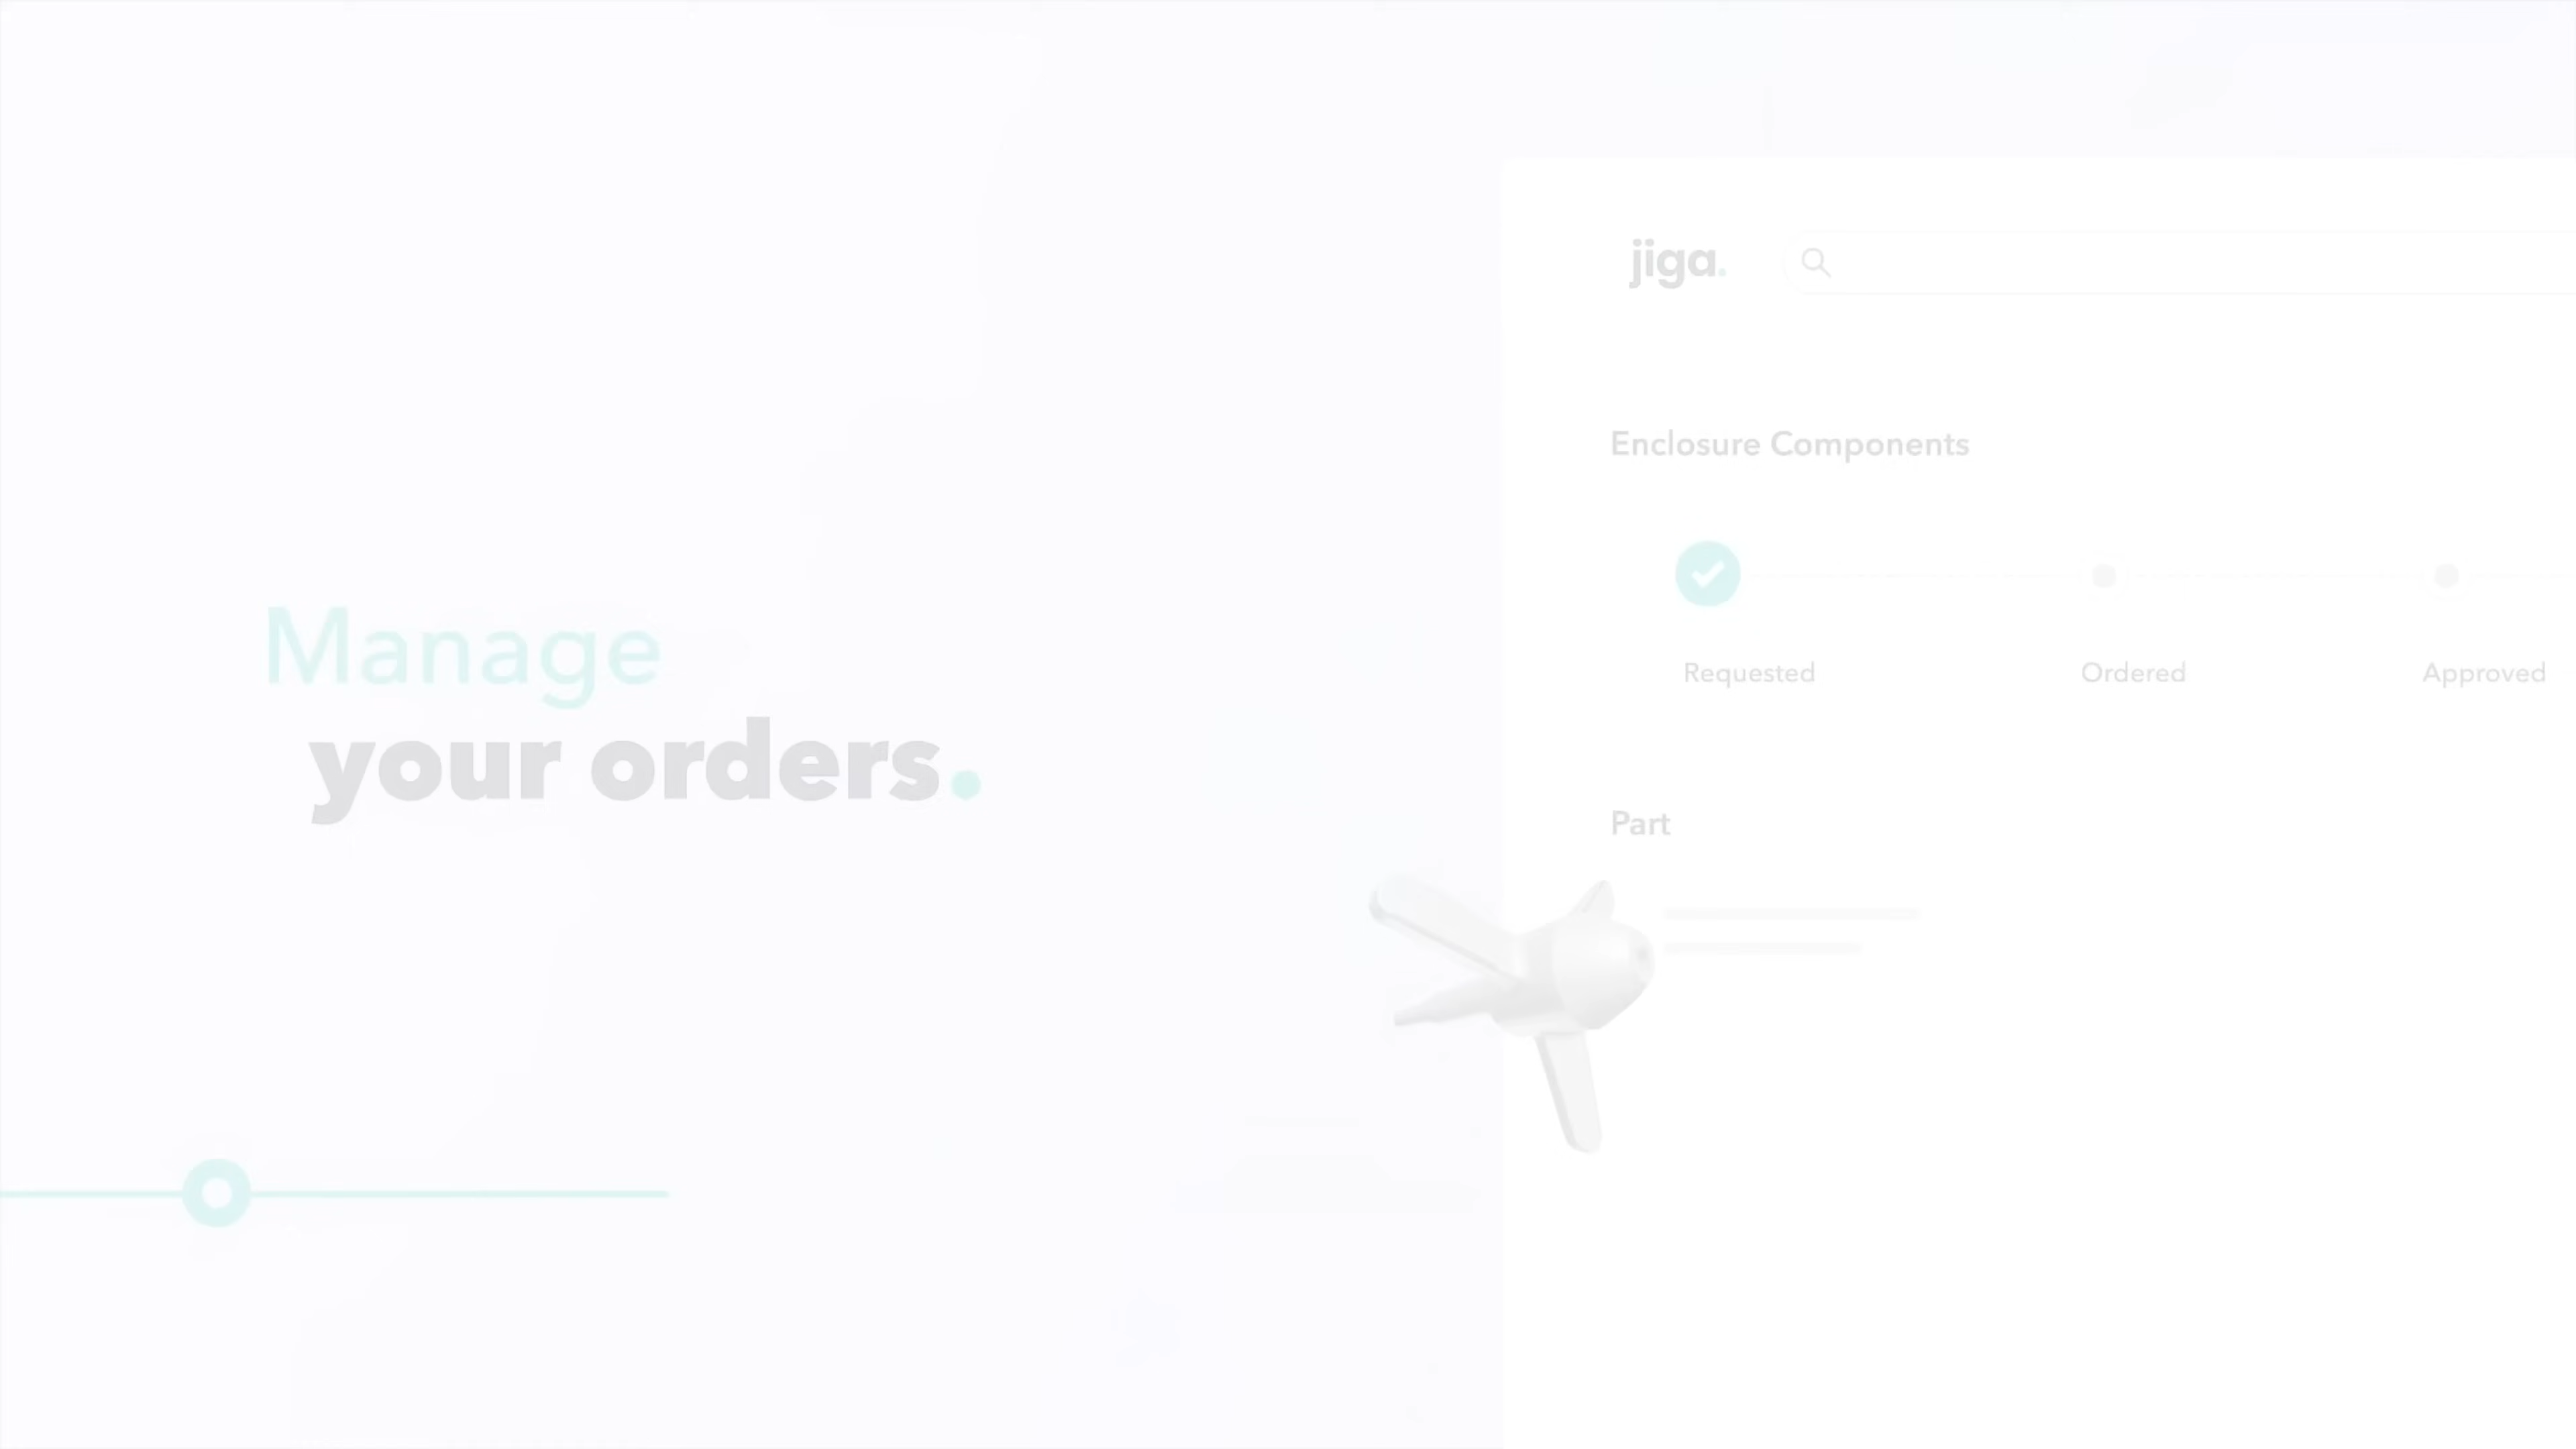 Manage
your orders.
jiga.
Enclosure Components
Requested
Ordered
Approved
Part